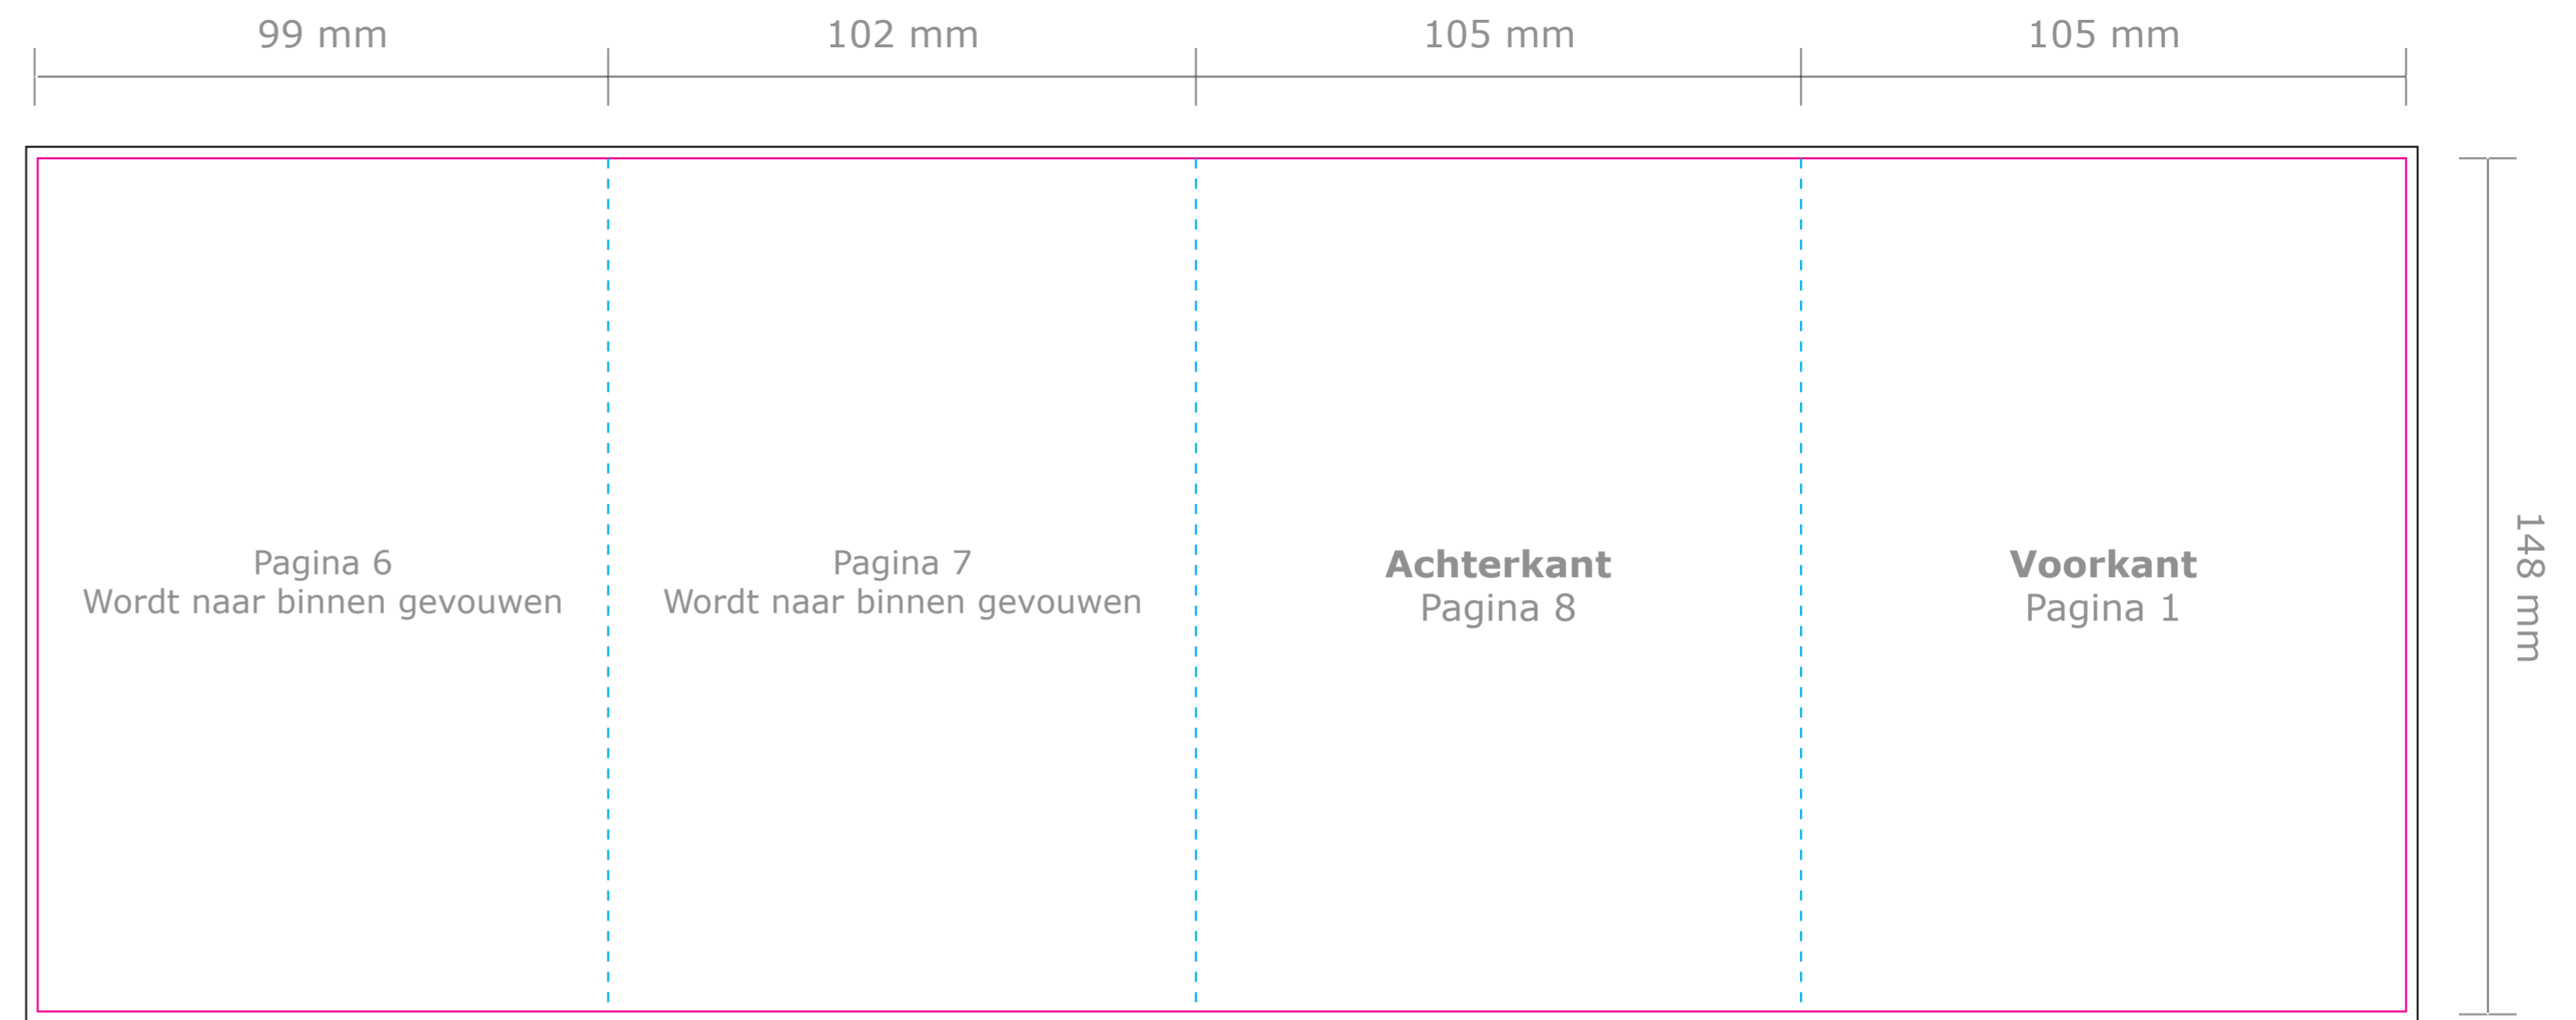 99 mm
102 mm
105 mm
105 mm
Pagina 6
Wordt naar binnen gevouwen
Pagina 7
Wordt naar binnen gevouwen
Achterkant
Pagina 8
Voorkant
Pagina 1
148 mm